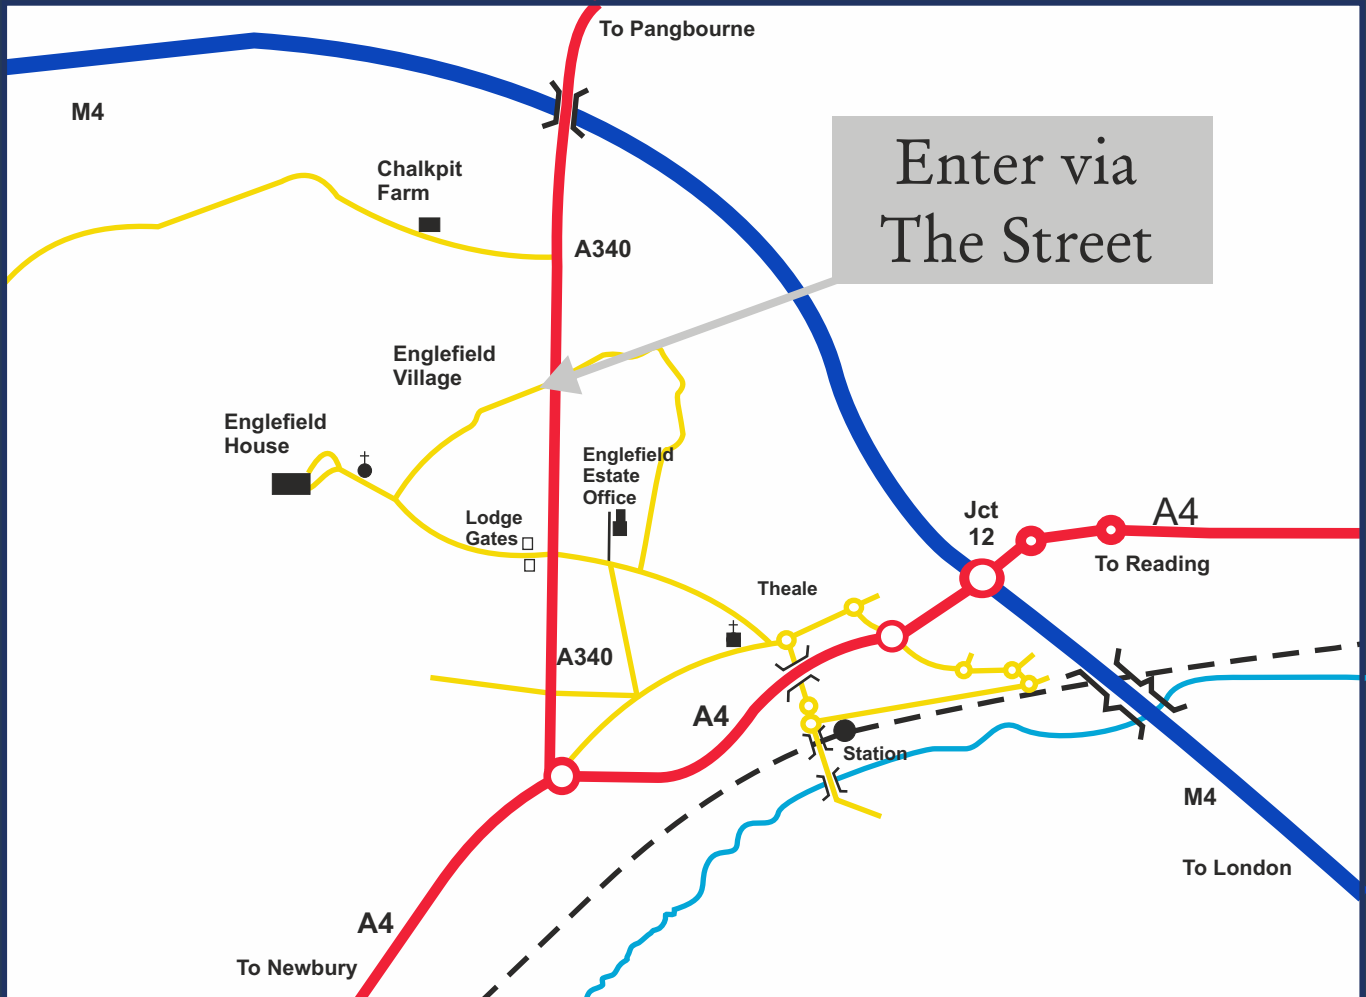 To Pangbourne
M4
Enter via
The Street
Chalkpit
Farm
A340
Englefield
Village
Englefield
House
Englefield
Estate
Office
Lodge
Gates
Jct
12
A4
To Reading
Theale
A340
A4
Station
M4
To London
A4
To Newbury